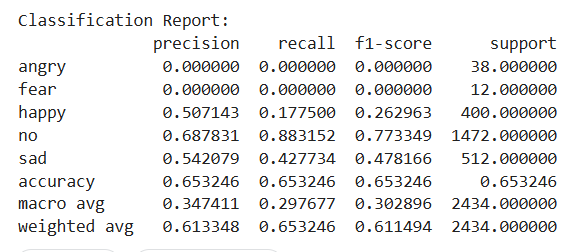 Classification Report:
precision recall f1-score support
angry 0.000000 0.000000 0.000000 38.000000
fear 0.000000 0.000000 0.000000 12.000000
happy 0.507143 0.177500 0.262963 400.000000
no 0.687831 0.883152 0.773349 1472.000000
sad 0.542079 0.427734 0.478166 512.000000
accuracy 0.653246 0.653246 0.653246 0.653246
macro avg 0.347411 0.297677 0.302896 2434.000000
weighted avg 0.613348 0.653246 0.611494 2434.000000